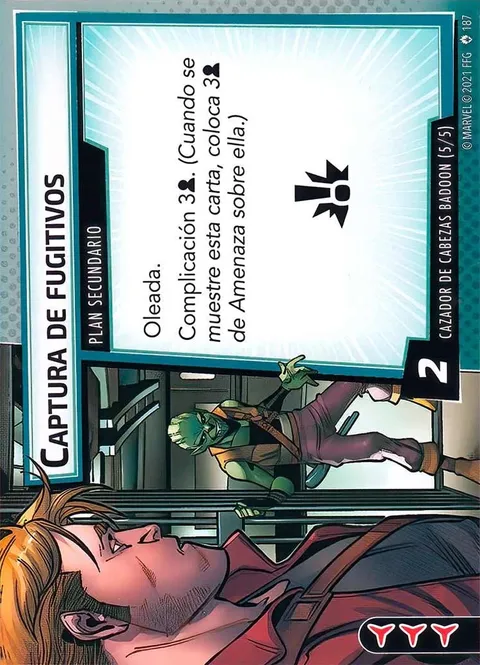 CAPTURA DE FUGITIVOS
PLAN SECUNDARIO
Oleada.
Complicación 3. (Cuando se
muestre esta carta, coloca 3
de Amenaza sobre ella.)
2
CAZADOR DE CABEZAS BADOON (5/5)
© MARVEL © 2021 FFG 187